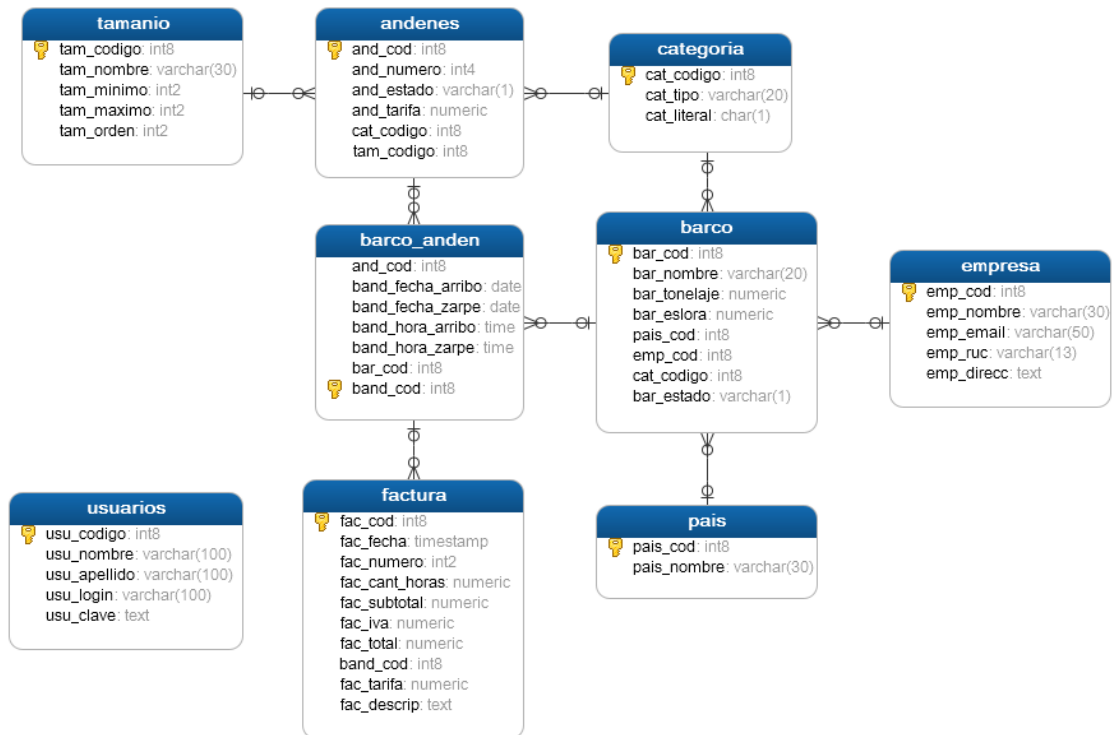 tamanio
tam_codigo: int8
tam_nombre: varchar(30)
tam_minimo: int2
tam_maximo: int2
tam_orden: int2
andenes
and_cod: int8
and_numero: int4
and_estado: varchar(1)
and_tarifa: numeric
cat_codigo: int8
tam_codigo: int8
categoria
cat_codigo: int8
cat_tipo: varchar(20)
cat_literal: char(1)
barco_anden
and_cod: int8
band_fecha_arribo: date
band_fecha_zarpe: date
band_hora_arribo: time
band_hora_zarpe: time
bar_cod: int8
band_cod: int8
barco
bar_cod: int8
bar_nombre: varchar(20)
bar_tonelaje: numeric
bar_eslora: numeric
pais_cod: int8
emp_cod: int8
cat_codigo: int8
bar_estado: varchar(1)
empresa
emp_cod: int8
emp_nombre: varchar(30)
emp_email: varchar(50)
emp_ruc: varchar(13)
emp_direcc: text
usuarios
usu_codigo: int8
usu_nombre: varchar(100)
usu_apellido: varchar(100)
usu_login: varchar(100)
usu_clave: text
factura
fac_cod: int8
fac_fecha: timestamp
fac_numero: int2
fac_cant_horas: numeric
fac_subtotal: numeric
fac_iva: numeric
fac_total: numeric
band_cod: int8
fac_tarifa: numeric
fac_descrip: text
pais
pais_cod: int8
pais_nombre: varchar(30)